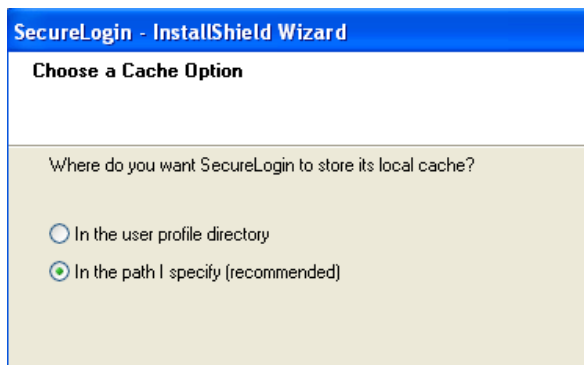 SecureLogin - InstallShield Wizard
Choose a Cache Option
Where do you want SecureLogin to store its local cache?
In the user profile directory
In the path I specify (recommended)